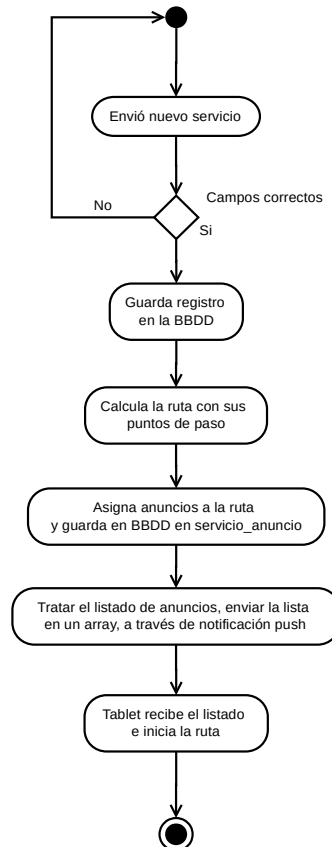 Envió nuevo servicio
Campos correctos
No
Si
Guarda registro
en la BBDD
Calcula la ruta con sus
puntos de paso
Asigna anuncios a la ruta
y guarda en BBDD en servicio_anuncio
Tratar el listado de anuncios, enviar la lista
en un array, a través de notificación push
Tablet recibe el listado
e inicia la ruta